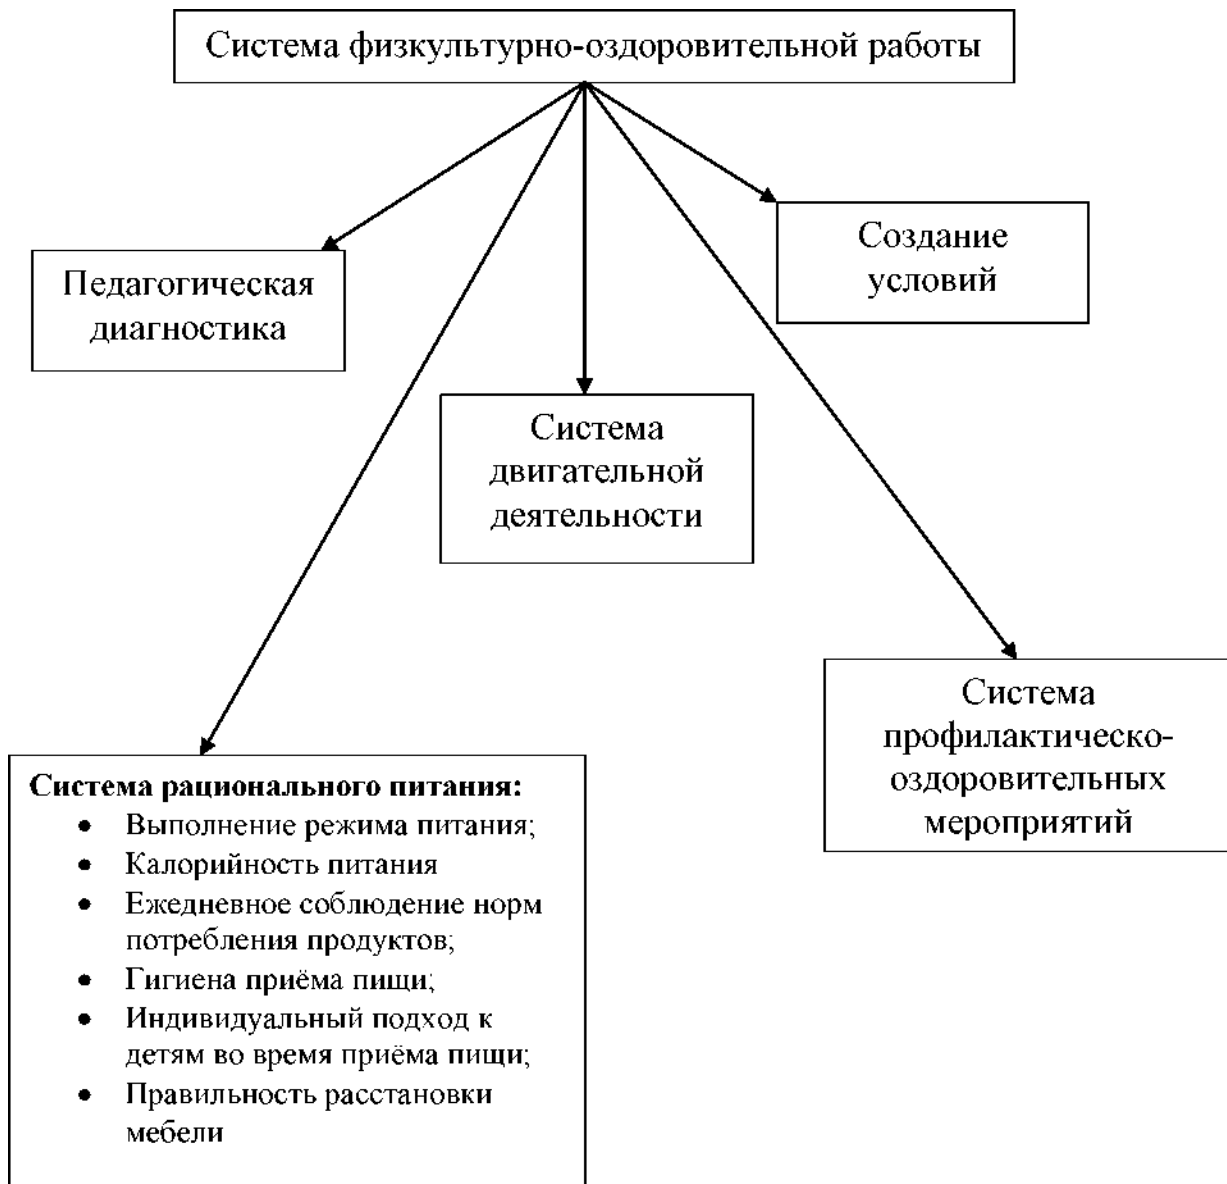 Система физкультурно-оздоровительной работы
Педагогическая
диагностика
Создание
условий
Система
двигательной
деятельности
Система
профилактическо-
оздоровительных
мероприятий
Система рационального питания:
• Выполнение режима питания;
• Калорийность питания
• Ежедневное соблюдение норм
потребления продуктов;
• Гигиена приёма пищи;
• Индивидуальный подход к
детям во время приёма пищи;
• Правильность расстановки
мебели